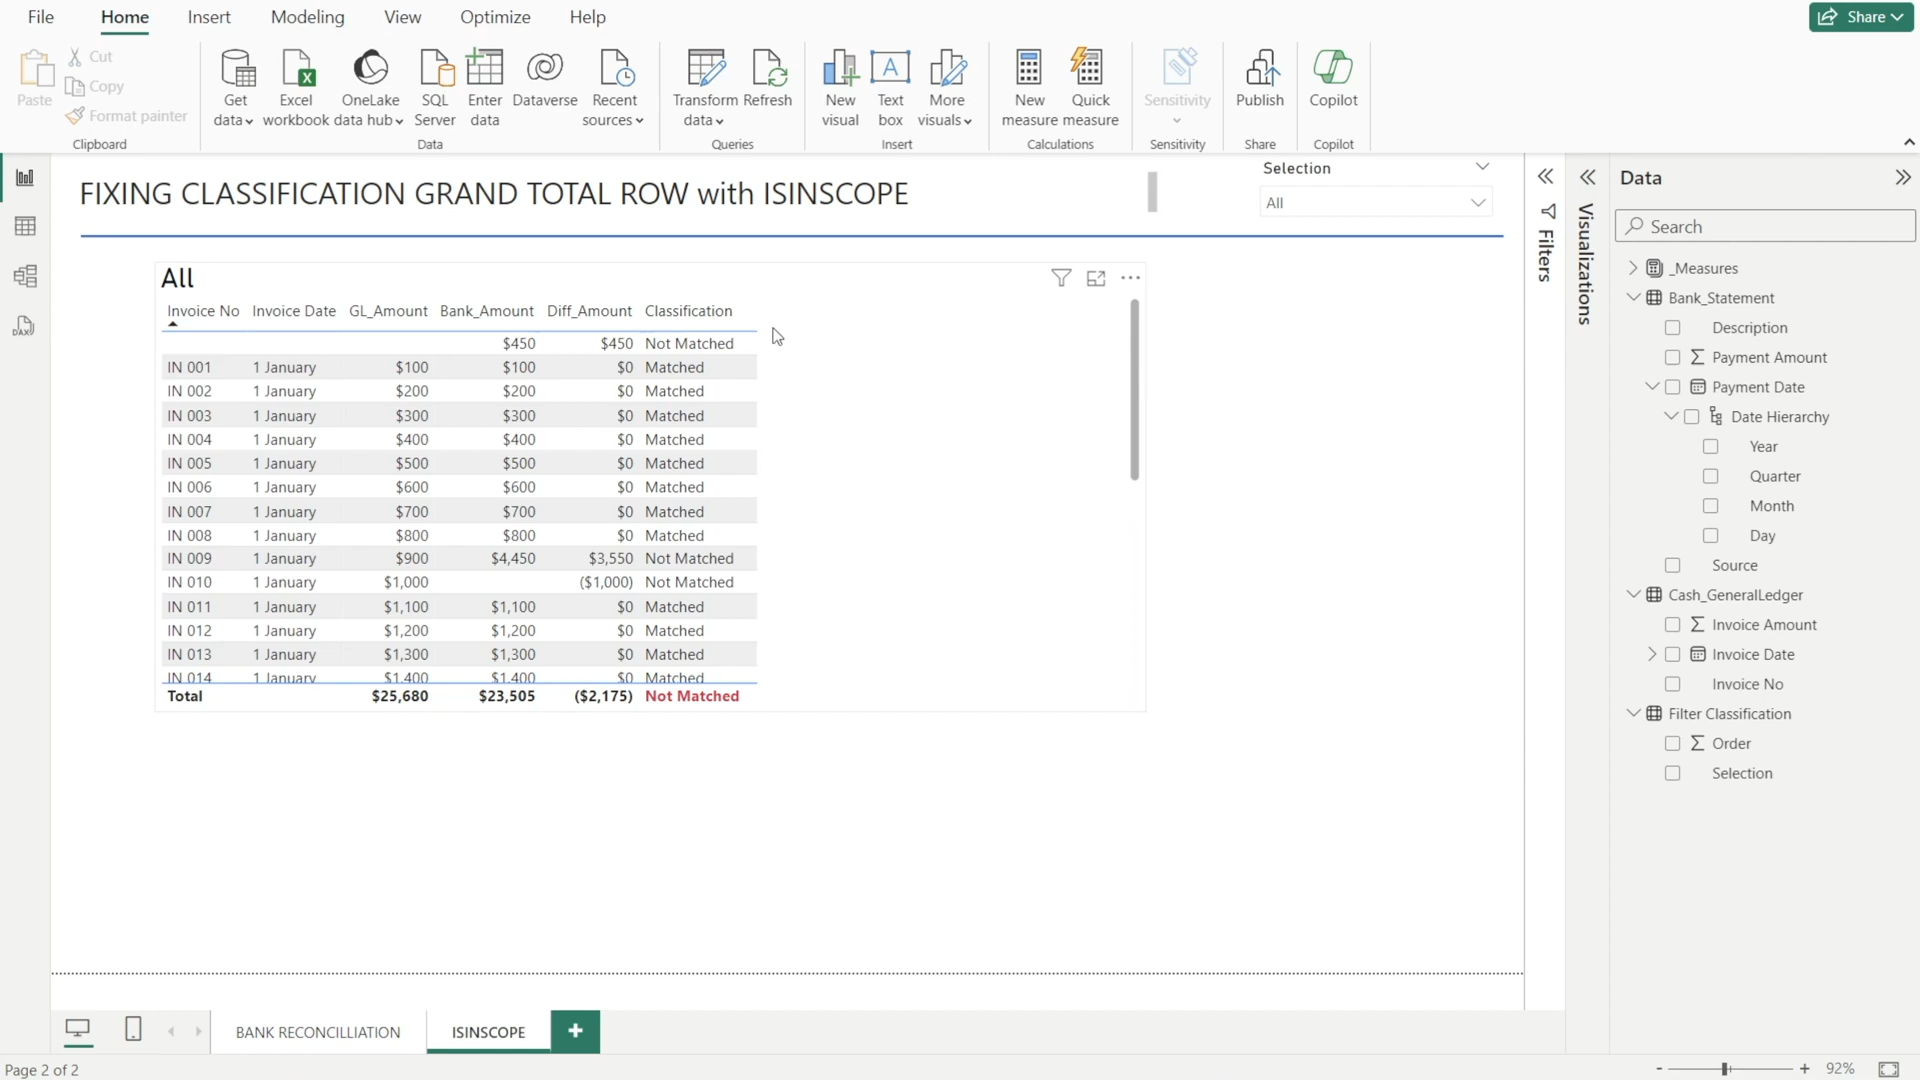 File Home Insert Modeling View Optimize Help Share
Paste Cut
Copy
Format painter
Clipboard
Get data
Excel workbook
OneLake data hub
SQL Server
Enter data
Dataverse
Recent sources
Data
Transform data
Refresh
Queries
New visual
Text box
More visuals
Insert
New measure
Quick measure
Calculations
Sensitivity
Sensitivity
Publish
Share
Copilot
Copilot
FIXING CLASSIFICATION GRAND TOTAL ROW with ISINSCOPE
Selection
All
All
Invoice No Invoice Date GL_Amount Bank_Amount Diff_Amount Classification
$450 $450 Not Matched
IN 001 1 January $100 $100 $0 Matched
IN 002 1 January $200 $200 $0 Matched
IN 003 1 January $300 $300 $0 Matched
IN 004 1 January $400 $400 $0 Matched
IN 005 1 January $500 $500 $0 Matched
IN 006 1 January $600 $600 $0 Matched
IN 007 1 January $700 $700 $0 Matched
IN 008 1 January $800 $800 $0 Matched
IN 009 1 January $900 $4,450 $3,550 Not Matched
IN 010 1 January $1,000 ($1,000) Not Matched
IN 011 1 January $1,100 $1,100 $0 Matched
IN 012 1 January $1,200 $1,200 $0 Matched
IN 013 1 January $1,300 $1,300 $0 Matched
IN 014 1 January $1,400 $1,400 $0 Matched
Total $25,680 $23,505 ($2,175) Not Matched
Filters
Visualizations
Data
Search
_Measures
Bank_Statement
Description
Payment Amount
Payment Date
Date Hierarchy
Year
Quarter
Month
Day
Source
Cash_GeneralLedger
Invoice Amount
Invoice Date
Invoice No
Filter Classification
Order
Selection
BANK RECONCILLIATION ISINSCOPE +
Page 2 of 2
- + 92%